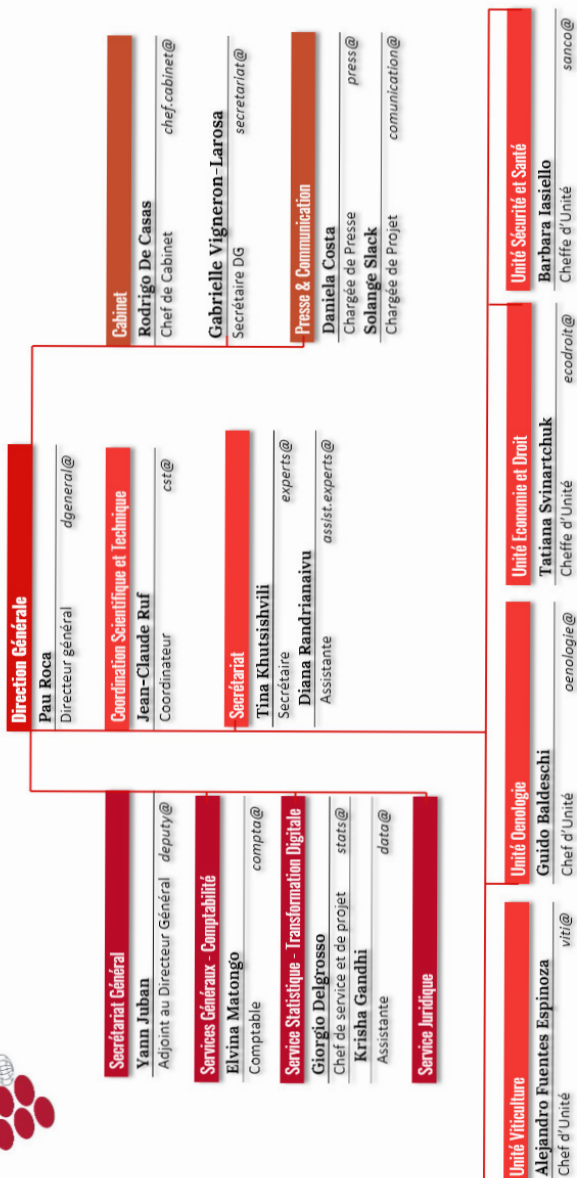 Direction Générale
Pau Roca
Directeur général dgeneral@
Secrétariat Général
Yann Juban
Adjoint au Directeur Général deputy@
Services Généraux - Comptabilité
Elvina Matongo
Comptable compta@
Service Statistique - Transformation Digitale
Giorgio Delgrosso
Chef de service et de projet stats@
Krisha Gandhi
Assistante data@
Service Juridique
Coordination Scientifique et Technique
Jean-Claude Ruf
Coordinateur cst@
Secrétariat
Tina Khutsishvili
Secrétaire experts@
Diana Randrianaivu
Assistante assist.experts@
Cabinet
Rodrigo De Casas
Chef de Cabinet chef.cabinet@
Gabrielle Vigneron-Larosa
Secrétaire DG secretariat@
Presse & Communication
Daniela Costa
Chargée de Presse press@
Solange Slack
Chargée de Projet comunication@
Unité Viticulture
Alejandro Fuentes Espinoza
Chef d'Unité viti@
Unité Oenologie
Guido Baldeschi
Chef d'Unité oenologie@
Unité Economie et Droit
Tatiana Svinartchuk
Cheffe d'Unité ecodroit@
Unité Sécurité et Santé
Barbara Iasiello
Cheffe d'Unité sanco@